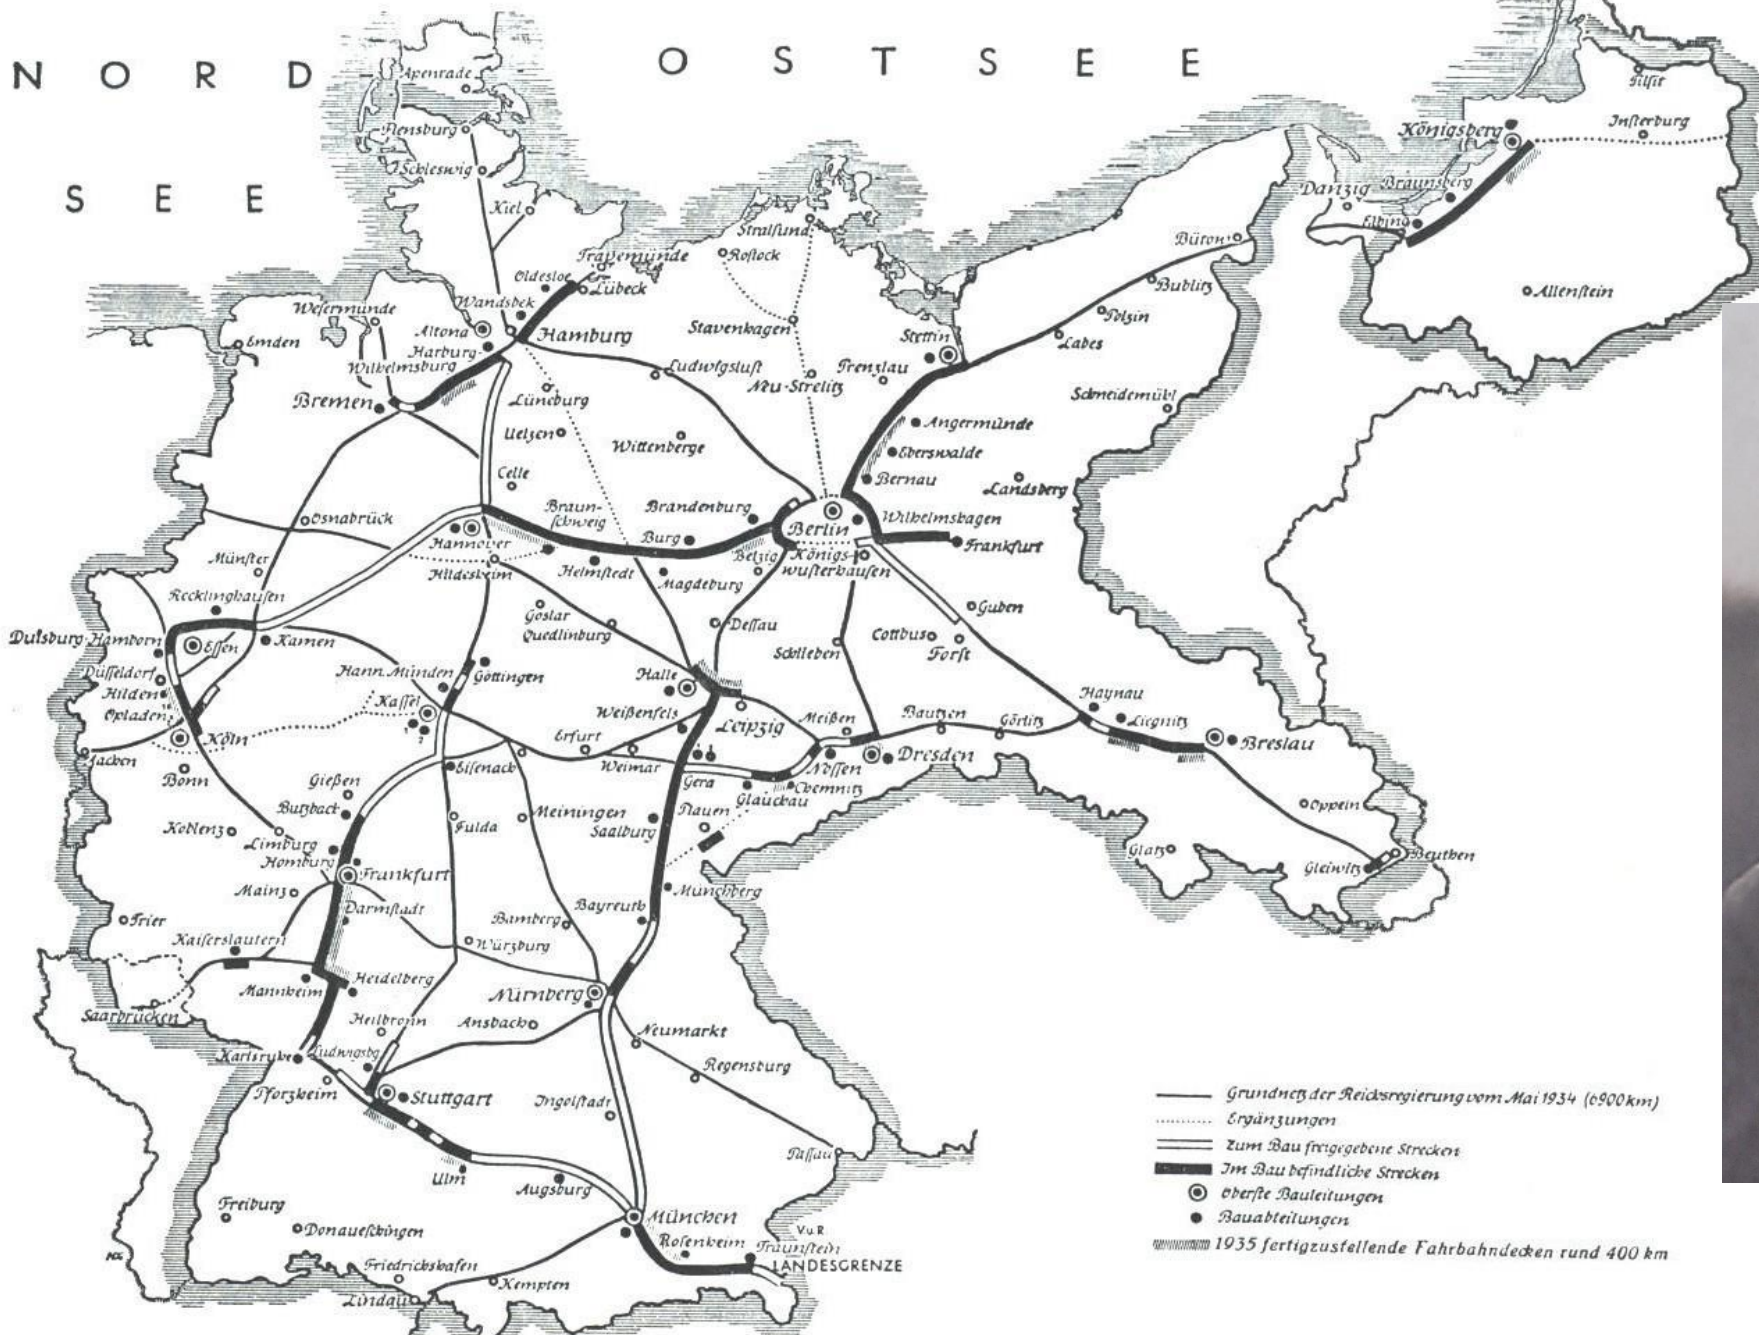 NORD
SEE
OSTSEE
Apenrade
Flensburg
Schleswig
Kiel
Travemünde
Oldesloe
Lübeck
Wandsbek
Wesermünde
Altona
Hamburg
Harburg-
Wilhelmsburg
Emden
Bremen
Lüneburg
Uelzen
Celle
Stralsund
Rostock
Stavenhagen
Ludwigslust
Neu-Strelitz
Prenzlau
Stettin
Wittenberge
Angermünde
Eberswalde
Bernau
Landsberg
Schneidemühl
Labes
Polzin
Bublitz
Bütow
Danzig
Braunsberg
Elbing
Königsberg
Insterburg
Tilsit
Allenstein
Osnabrück
Münster
Recklinghausen
Hannover
Hildesheim
Braun-
schweig
Helmstedt
Burg
Brandenburg
Belzig
Magdeburg
Berlin
Königs-
wusterhausen
Wilhelmshagen
Frankfurt
Guben
Cottbus
Forst
Goslar
Quedlinburg
Dessau
Schlieben
Duisburg-Hamborn
Essen
Kamen
Düsseldorf
Hilden
Opladen
Köln
Aachen
Bonn
Hann.Münden
Göttingen
Kassel
1
2
Halle
Weißenfels
Leipzig
Meißen
Bautzen
Görlitz
Haynau
Liegnitz
Breslau
Dresden
Nossen
Erfurt
Weimar
Gera
Glauchau
Chemnitz
Eisenach
Gießen
Butzbach
Koblenz
Limburg
Homburg
Frankfurt
Mainz
Darmstadt
Fulda
Meiningen
Saalburg
Plauen
Münchberg
Bayreuth
Bamberg
Würzburg
Oppeln
Glatz
Gleiwitz
Beuthen
Trier
Kaiserslautern
Mannheim
Heidelberg
Saarbrücken
Heilbronn
Ansbach
Nürnberg
Neumarkt
Regensburg
Karlsruhe
Ludwigsbg
Pforzheim
Stuttgart
Ingolstadt
Passau
Ulm
Augsburg
Freiburg
Donaueschingen
München
Rosenheim
Traunstein
V.u.R.
LANDESGRENZE
Friedrichshafen
Kempten
Lindau
Grundnetz der Reichsregierung vom Mai 1934 (6900 km)
Ergänzungen
Zum Bau freigegebene Strecken
Im Bau befindliche Strecken
Oberste Bauleitungen
Bauabteilungen
1935 fertigzustellende Fahrbahndecken rund 400 km